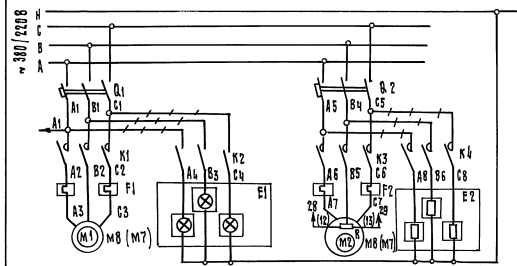 Н
С
В
А
~ 380/220В
Q1
A1 B1 C1
Q2
A5 B4 C5
A1
K1
A2 B2 C2
K2
A4 B3 C4
K3
A6 B5 C6
K4
A8 B6 C8
F1
A3 C3
E1
F2
A7 C7
28 (12) (13) 29
R
E2
M1 M8 (M7)
M2 M8 (M7)